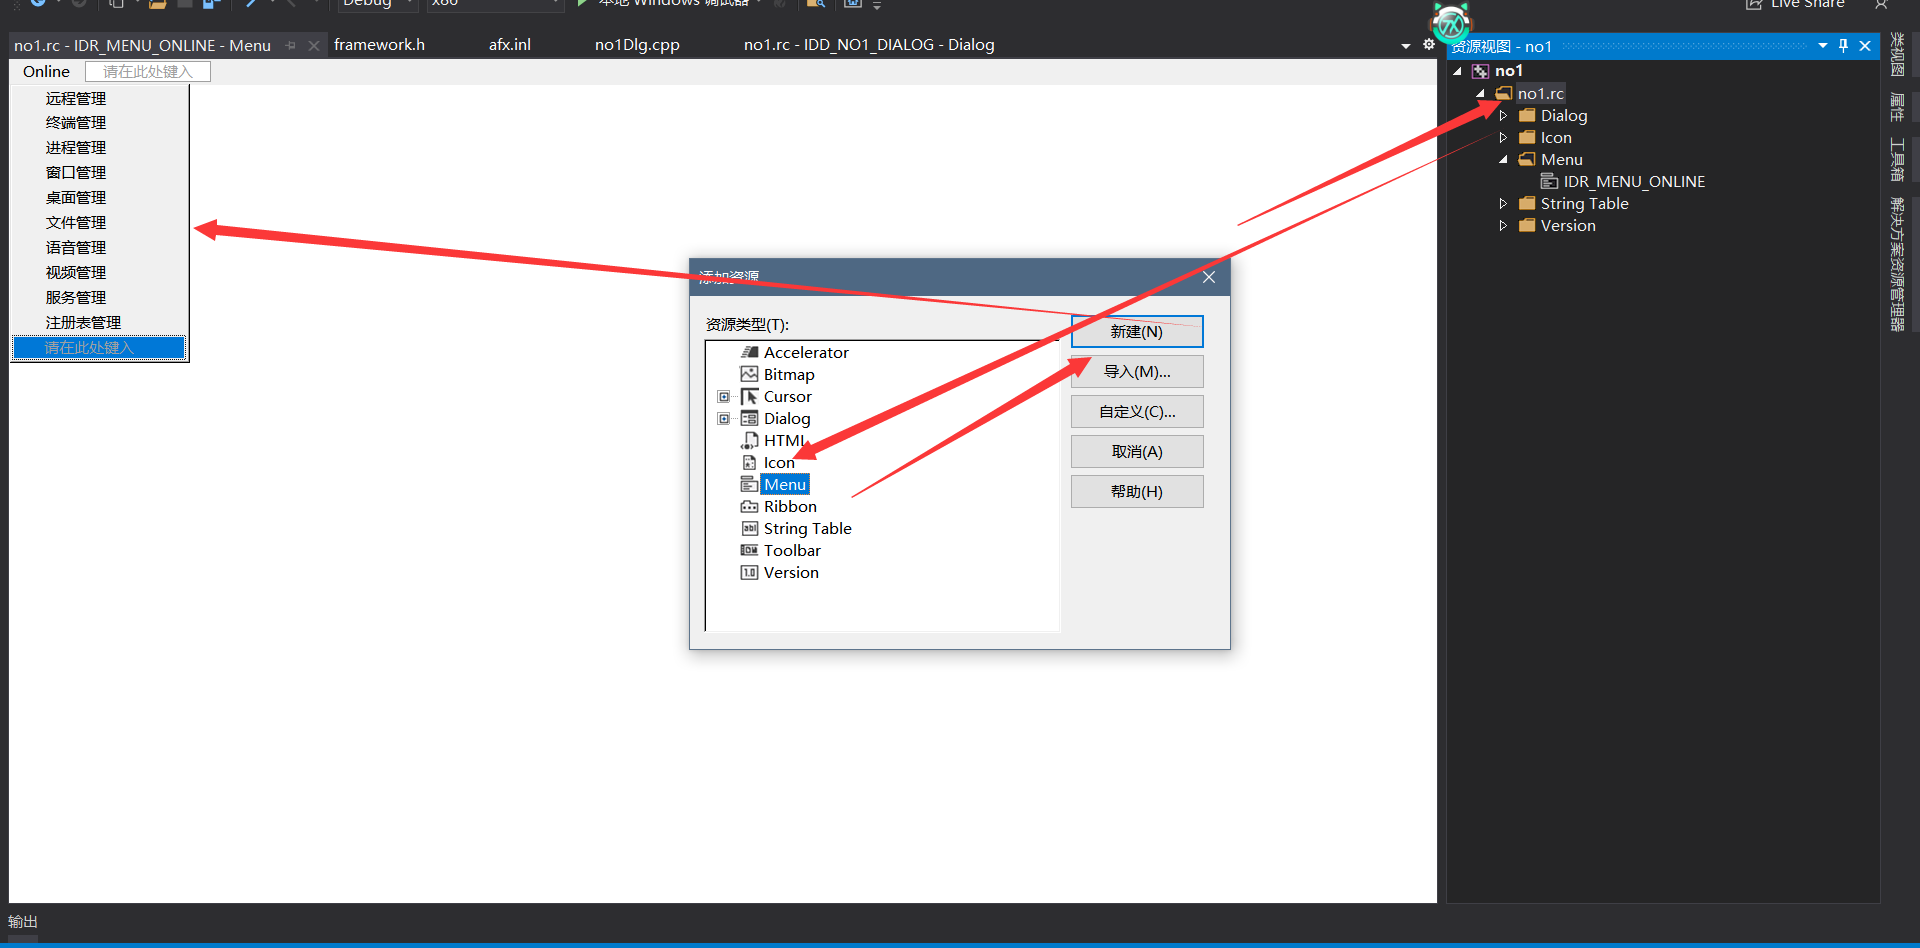 Debug
x86
本地 Windows 调试器
Live Share
no1.rc - IDR_MENU_ONLINE - Menu
framework.h
afx.inl
no1Dlg.cpp
no1.rc - IDD_NO1_DIALOG - Dialog
Online
请在此处键入
远程管理
终端管理
进程管理
窗口管理
桌面管理
文件管理
语音管理
视频管理
服务管理
注册表管理
请在此处键入
添加资源
资源类型(T):
Accelerator
Bitmap
Cursor
Dialog
HTML
Icon
Menu
Ribbon
String Table
Toolbar
Version
新建(N)
导入(M)...
自定义(C)...
取消(A)
帮助(H)
资源视图 - no1
no1
no1.rc
Dialog
Icon
Menu
IDR_MENU_ONLINE
String Table
Version
类视图
属性
工具箱
解决方案资源管理器
输出